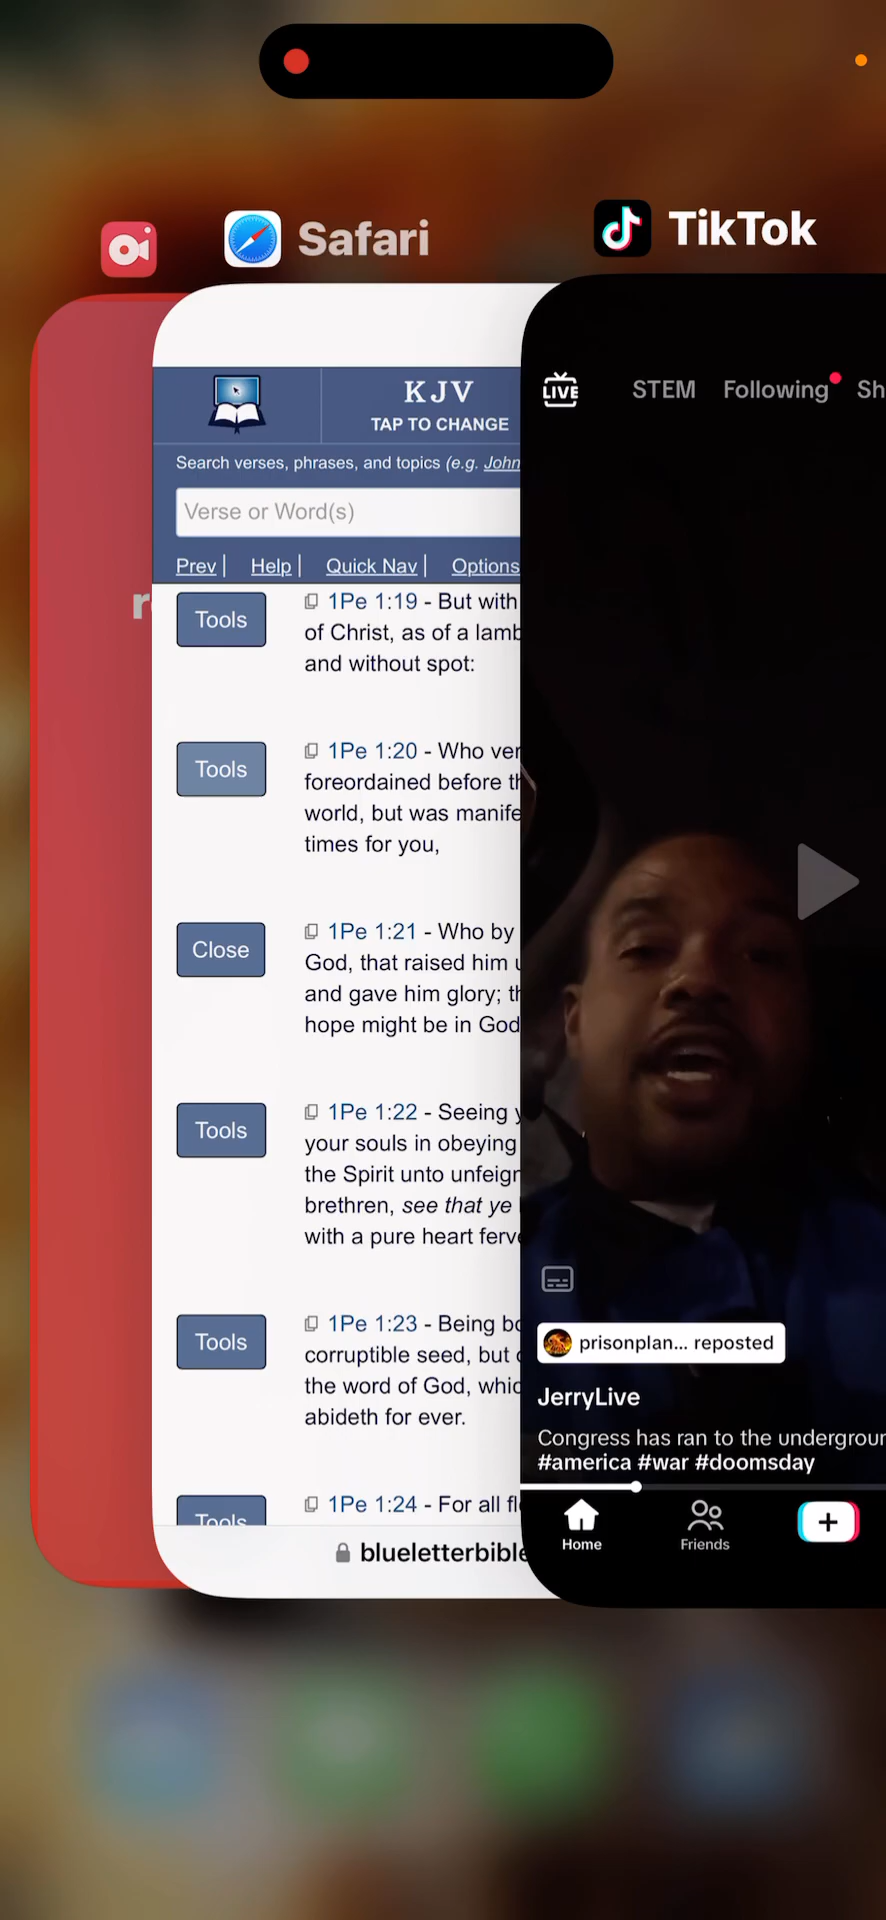 Safari
TikTok
KJV
TAP TO CHANGE
Search verses, phrases, and topics (e.g. John
Verse or Word(s)
Prev | Help | Quick Nav | Options
Tools
1Pe 1:19 - But with
of Christ, as of a lamb
and without spot:
Tools
1Pe 1:20 - Who ver
foreordained before th
world, but was manife
times for you,
Close
1Pe 1:21 - Who by
God, that raised him u
and gave him glory; th
hope might be in God
Tools
1Pe 1:22 - Seeing y
your souls in obeying
the Spirit unto unfeign
brethren, see that ye
with a pure heart ferve
Tools
1Pe 1:23 - Being bo
corruptible seed, but
the word of God, whic
abideth for ever.
Tools
1Pe 1:24 - For all fl
blueletterbible
LIVE
STEM
Following
Sh
prisonplan... reposted
JerryLive
Congress has ran to the undergroun
#america #war #doomsday
Home
Friends